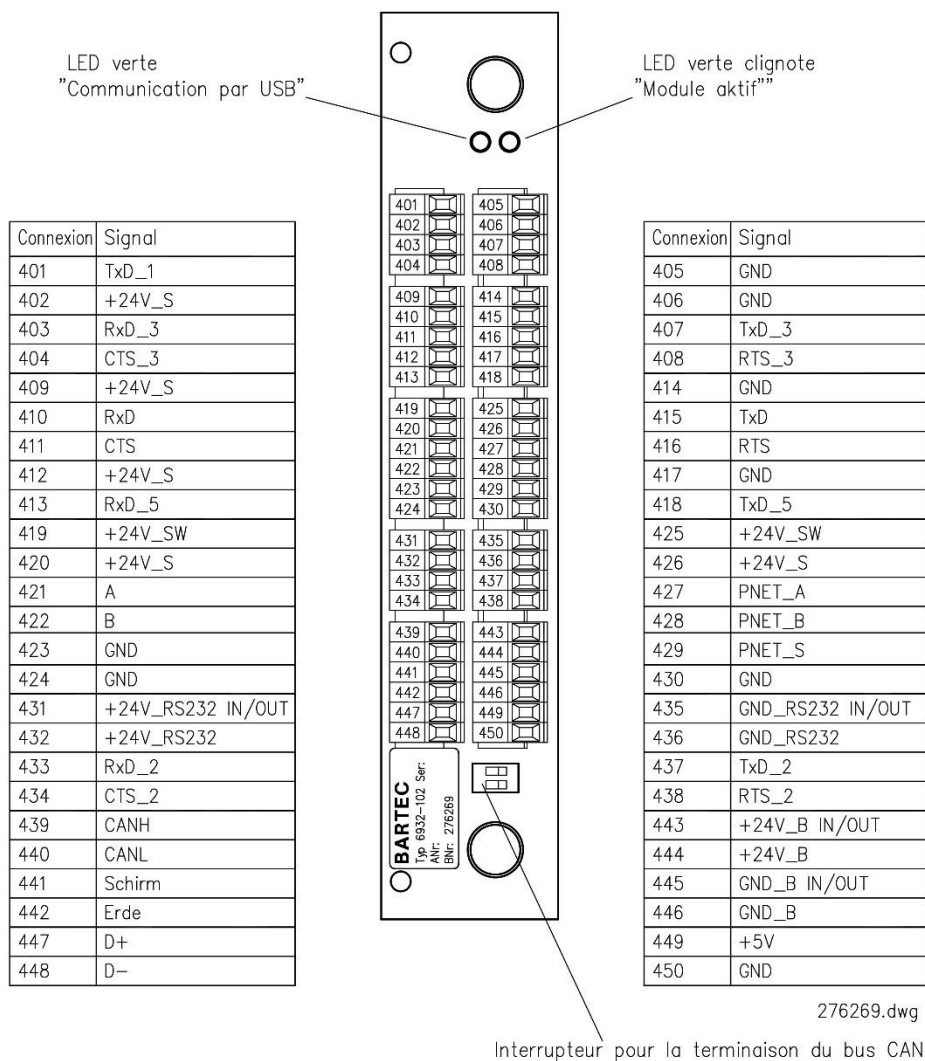 LED verte
"Communication par USB"
LED verte clignote
"Module aktif""
401 405
402 406
403 407
404 408
409 414
410 415
411 416
412 417
413 418
419 425
420 426
421 427
422 428
423 429
424 430
431 435
432 436
433 437
434 438
439 443
440 444
441 445
442 446
447 449
448 450
BARTEC
Typ 6932-102 Ser:
ANr:
BNr: 276269
Connexion Signal
401 TxD_1
402 +24V_S
403 RxD_3
404 CTS_3
409 +24V_S
410 RxD
411 CTS
412 +24V_S
413 RxD_5
419 +24V_SW
420 +24V_S
421 A
422 B
423 GND
424 GND
431 +24V_RS232 IN/OUT
432 +24V_RS232
433 RxD_2
434 CTS_2
439 CANH
440 CANL
441 Schirm
442 Erde
447 D+
448 D-
Connexion Signal
405 GND
406 GND
407 TxD_3
408 RTS_3
414 GND
415 TxD
416 RTS
417 GND
418 TxD_5
425 +24V_SW
426 +24V_S
427 PNET_A
428 PNET_B
429 PNET_S
430 GND
435 GND_RS232 IN/OUT
436 GND_RS232
437 TxD_2
438 RTS_2
443 +24V_B IN/OUT
444 +24V_B
445 GND_B IN/OUT
446 GND_B
449 +5V
450 GND
276269.dwg
Interrupteur pour la terminaison du bus CAN